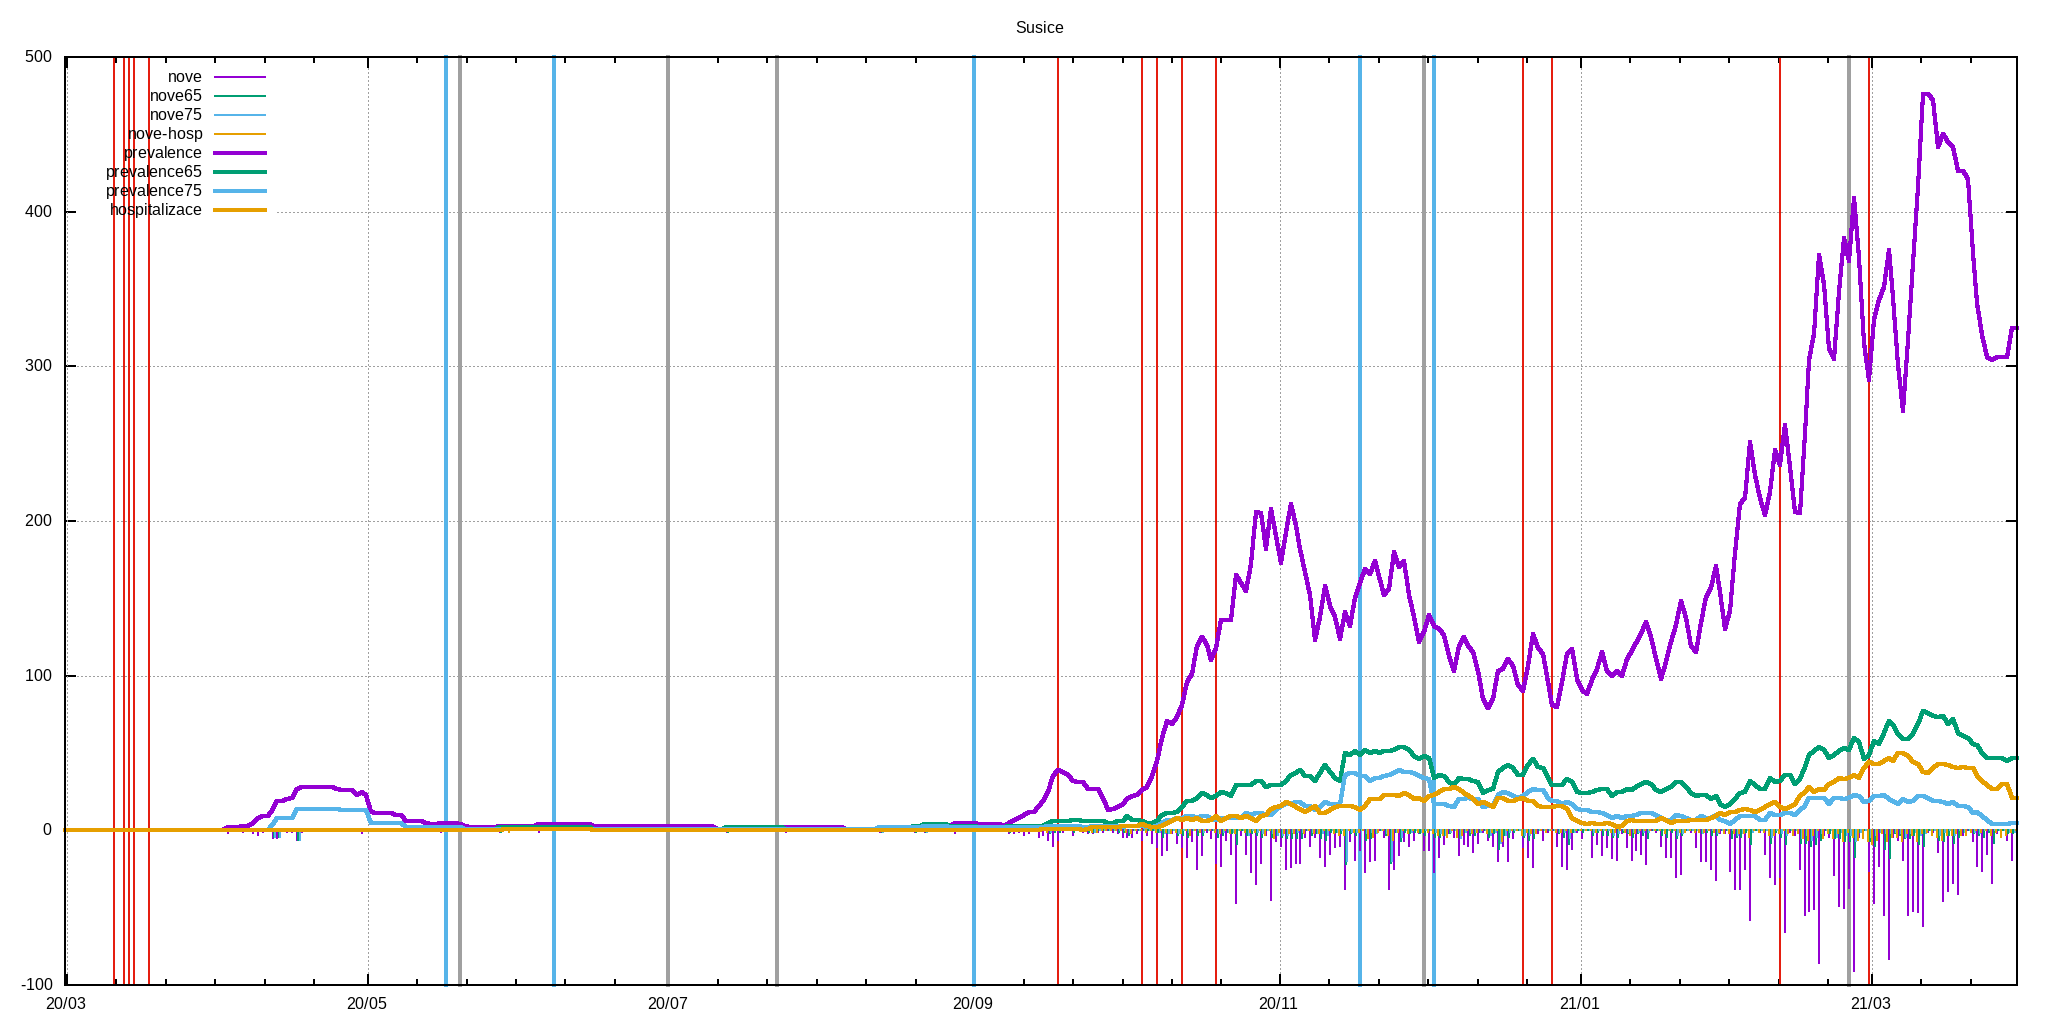 Susice
500
400
300
200
100
0
-100
nove
nove65
nove75
nove-hosp
prevalence
prevalence65
prevalence75
hospitalizace
20/03 20/05 20/07 20/09 20/11 21/01 21/03